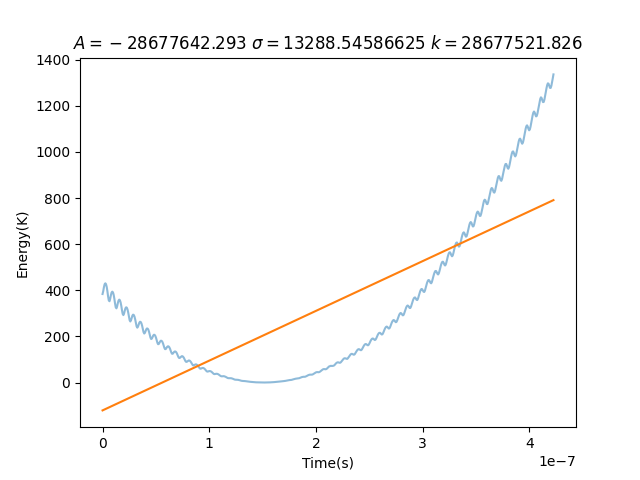 A = − 28677642.293 σ = 13288.54586625 k = 28677521.826
1400
1200
1000
800
600
400
200
0
Energy(K)
0 1 2 3 4
1e−7
Time(s)